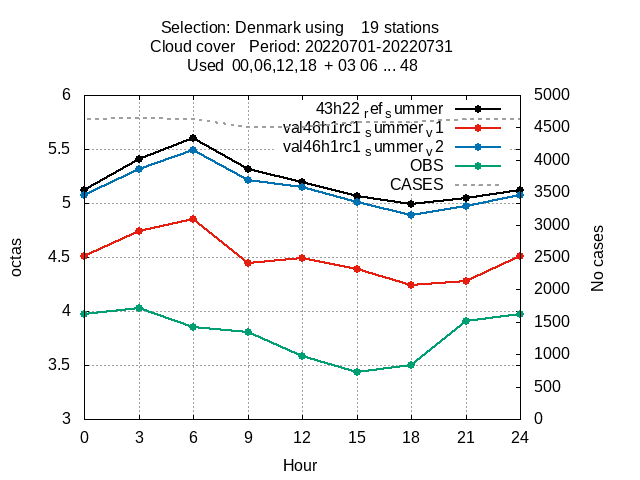 Selection: Denmark using    19 stations
Cloud cover   Period: 20220701-20220731
Used  00,06,12,18  + 03 06 ... 48
6 5000
43h22 ref summer
val46h1rc1 summer v1 4500
5.5 val46h1rc1 summer v2 4000
OBS
CASES 3500
5 3000
4.5 2500
octas No cases
2000
4 1500
3.5 1000
500
3 0
0 3 6 9 12 15 18 21 24
Hour